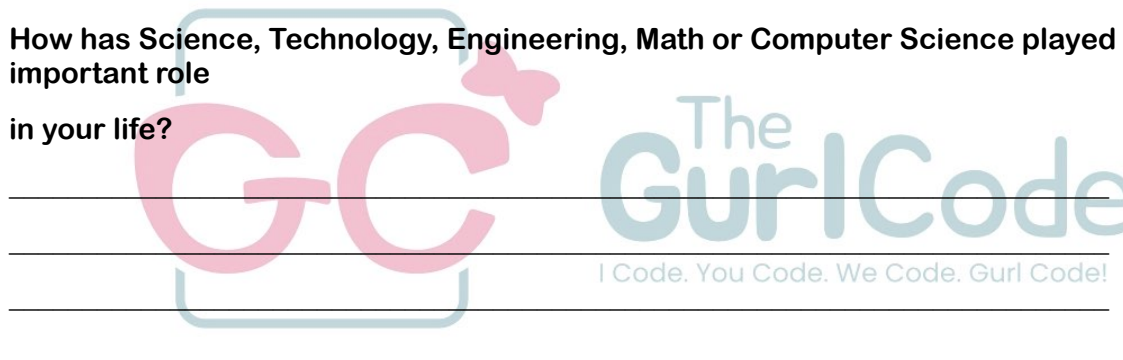 How has Science, Technology, Engineering, Math or Computer Science played
important role
in your life?
GC
The
GurlCode
I Code. You Code. We Code. Gurl Code!